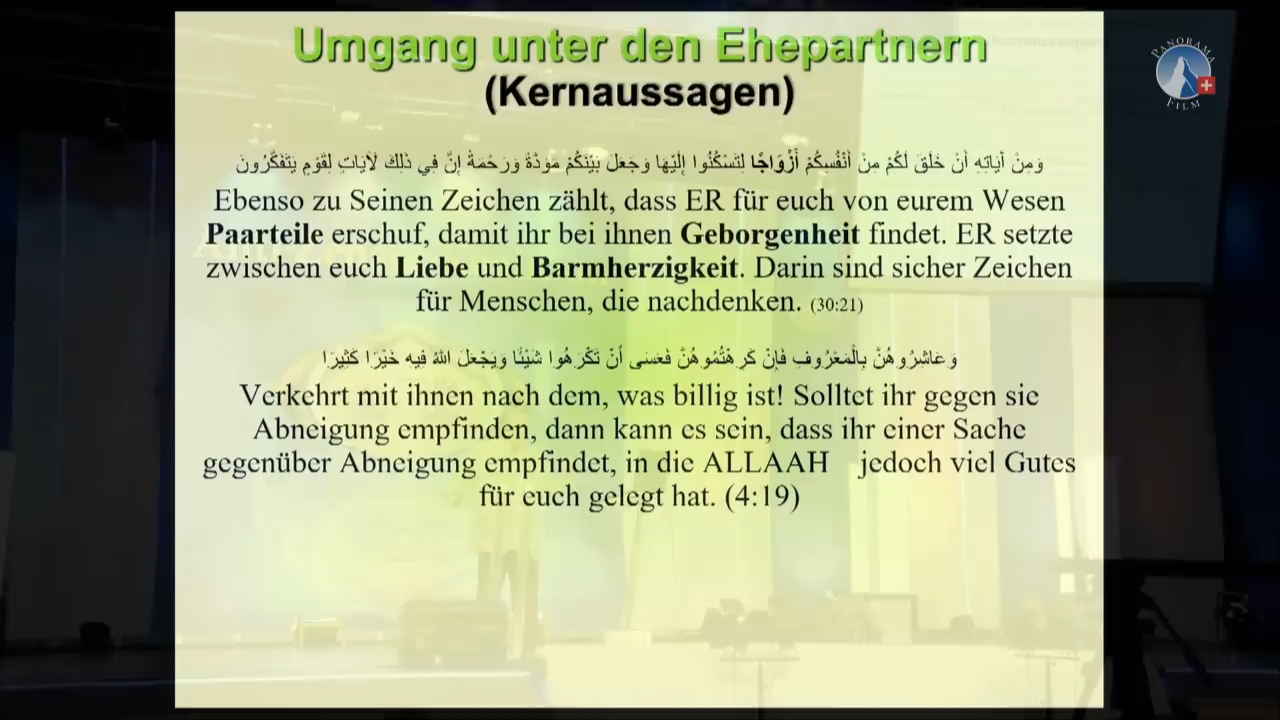 Umgang unter den Ehepartnern
(Kernaussagen)
وَمِنْ آيَاتِهِ أَنْ خَلَقَ لَكُمْ مِنْ أَنْفُسِكُمْ أَزْوَاجًا لِتَسْكُنُوا إِلَيْهَا وَجَعَلَ بَيْنَكُمْ مَوَدَّةً وَرَحْمَةً إِنَّ فِي ذَلِكَ لَآيَاتٍ لِقَوْمٍ يَتَفَكَّرُونَ
Ebenso zu Seinen Zeichen zählt, dass ER für euch von eurem Wesen
Paarteile erschuf, damit ihr bei ihnen Geborgenheit findet. ER setzte
zwischen euch Liebe und Barmherzigkeit. Darin sind sicher Zeichen
für Menschen, die nachdenken. (30:21)
وَعَاشِرُوهُنَّ بِالْمَعْرُوفِ فَإِنْ كَرِهْتُمُوهُنَّ فَعَسَى أَنْ تَكْرَهُوا شَيْئًا وَيَجْعَلَ اللَّهُ فِيهِ خَيْرًا كَثِيرًا
Verkehrt mit ihnen nach dem, was billig ist! Solltet ihr gegen sie
Abneigung empfinden, dann kann es sein, dass ihr einer Sache
gegenüber Abneigung empfindet, in die ALLAAH jedoch viel Gutes
für euch gelegt hat. (4:19)
PANORAMA
FILM